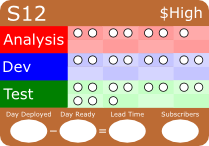 S12 $High
Analysis
Dev
Test
Day Deployed Day Ready Lead Time Subscribers
– =